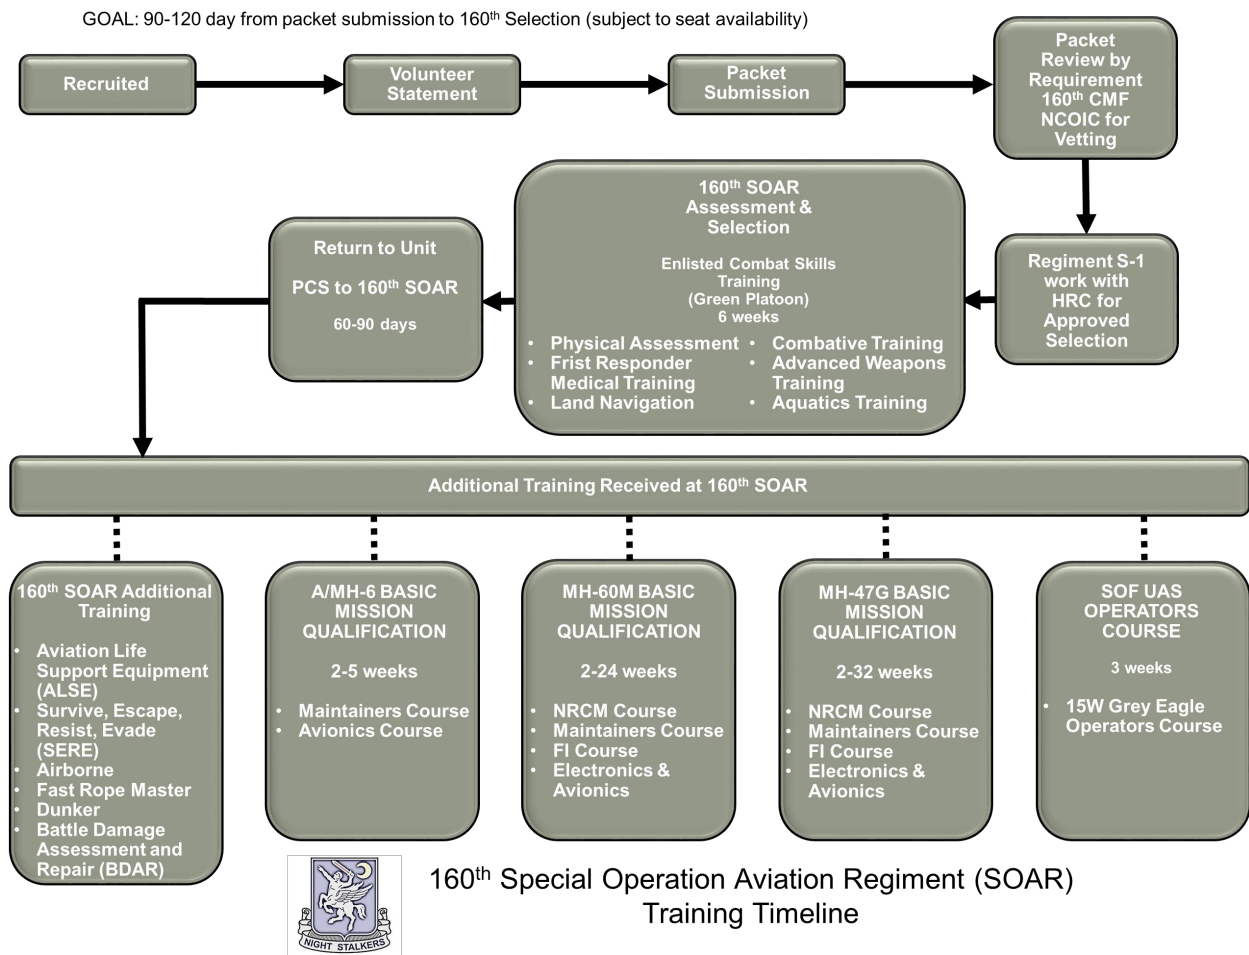 GOAL: 90-120 day from packet submission to 160th Selection (subject to seat availability)
Recruited
Volunteer
Statement
Packet
Submission
Packet
Review by
Requirement
160th CMF
NCOIC for
Vetting
Regiment S-1
work with
HRC for
Approved
Selection
160th SOAR
Assessment &
Selection
Enlisted Combat Skills
Training
(Green Platoon)
6 weeks
• Physical Assessment
• Frist Responder
Medical Training
• Land Navigation
• Combative Training
• Advanced Weapons
Training
• Aquatics Training
Return to Unit
PCS to 160th SOAR
60-90 days
Additional Training Received at 160th SOAR
160th SOAR Additional
Training
• Aviation Life
Support Equipment
(ALSE)
• Survive, Escape,
Resist, Evade
(SERE)
• Airborne
• Fast Rope Master
• Dunker
• Battle Damage
Assessment and
Repair (BDAR)
A/MH-6 BASIC
MISSION
QUALIFICATION
2-5 weeks
• Maintainers Course
• Avionics Course
MH-60M BASIC
MISSION
QUALIFICATION
2-24 weeks
• NRCM Course
• Maintainers Course
• FI Course
• Electronics &
Avionics
MH-47G BASIC
MISSION
QUALIFICATION
2-32 weeks
• NRCM Course
• Maintainers Course
• FI Course
• Electronics &
Avionics
SOF UAS
OPERATORS
COURSE
3 weeks
• 15W Grey Eagle
Operators Course
NIGHT STALKERS
160th Special Operation Aviation Regiment (SOAR)
Training Timeline